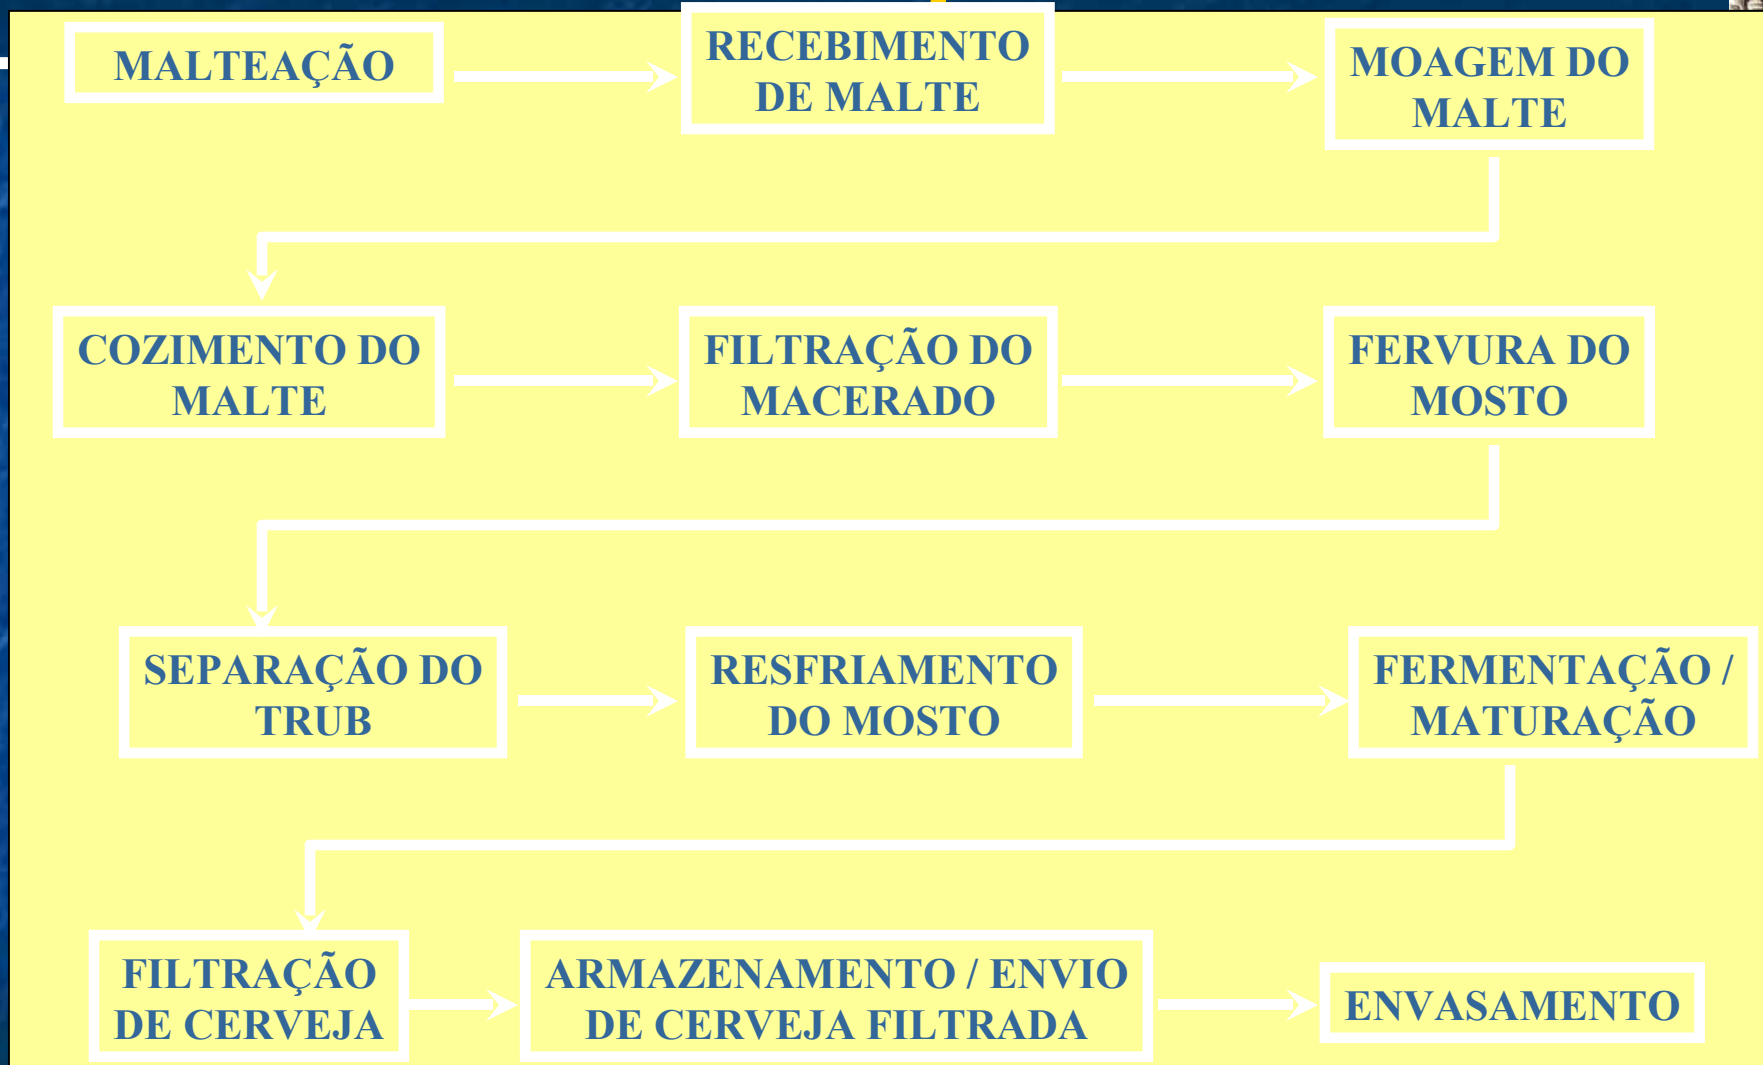 MALTEAÇÃO
RECEBIMENTO
DE MALTE
MOAGEM DO
MALTE
COZIMENTO DO
MALTE
FILTRAÇÃO DO
MACERADO
FERVURA DO
MOSTO
SEPARAÇÃO DO
TRUB
RESFRIAMENTO
DO MOSTO
FERMENTAÇÃO /
MATURAÇÃO
FILTRAÇÃO
DE CERVEJA
ARMAZENAMENTO / ENVIO
DE CERVEJA FILTRADA
ENVASAMENTO